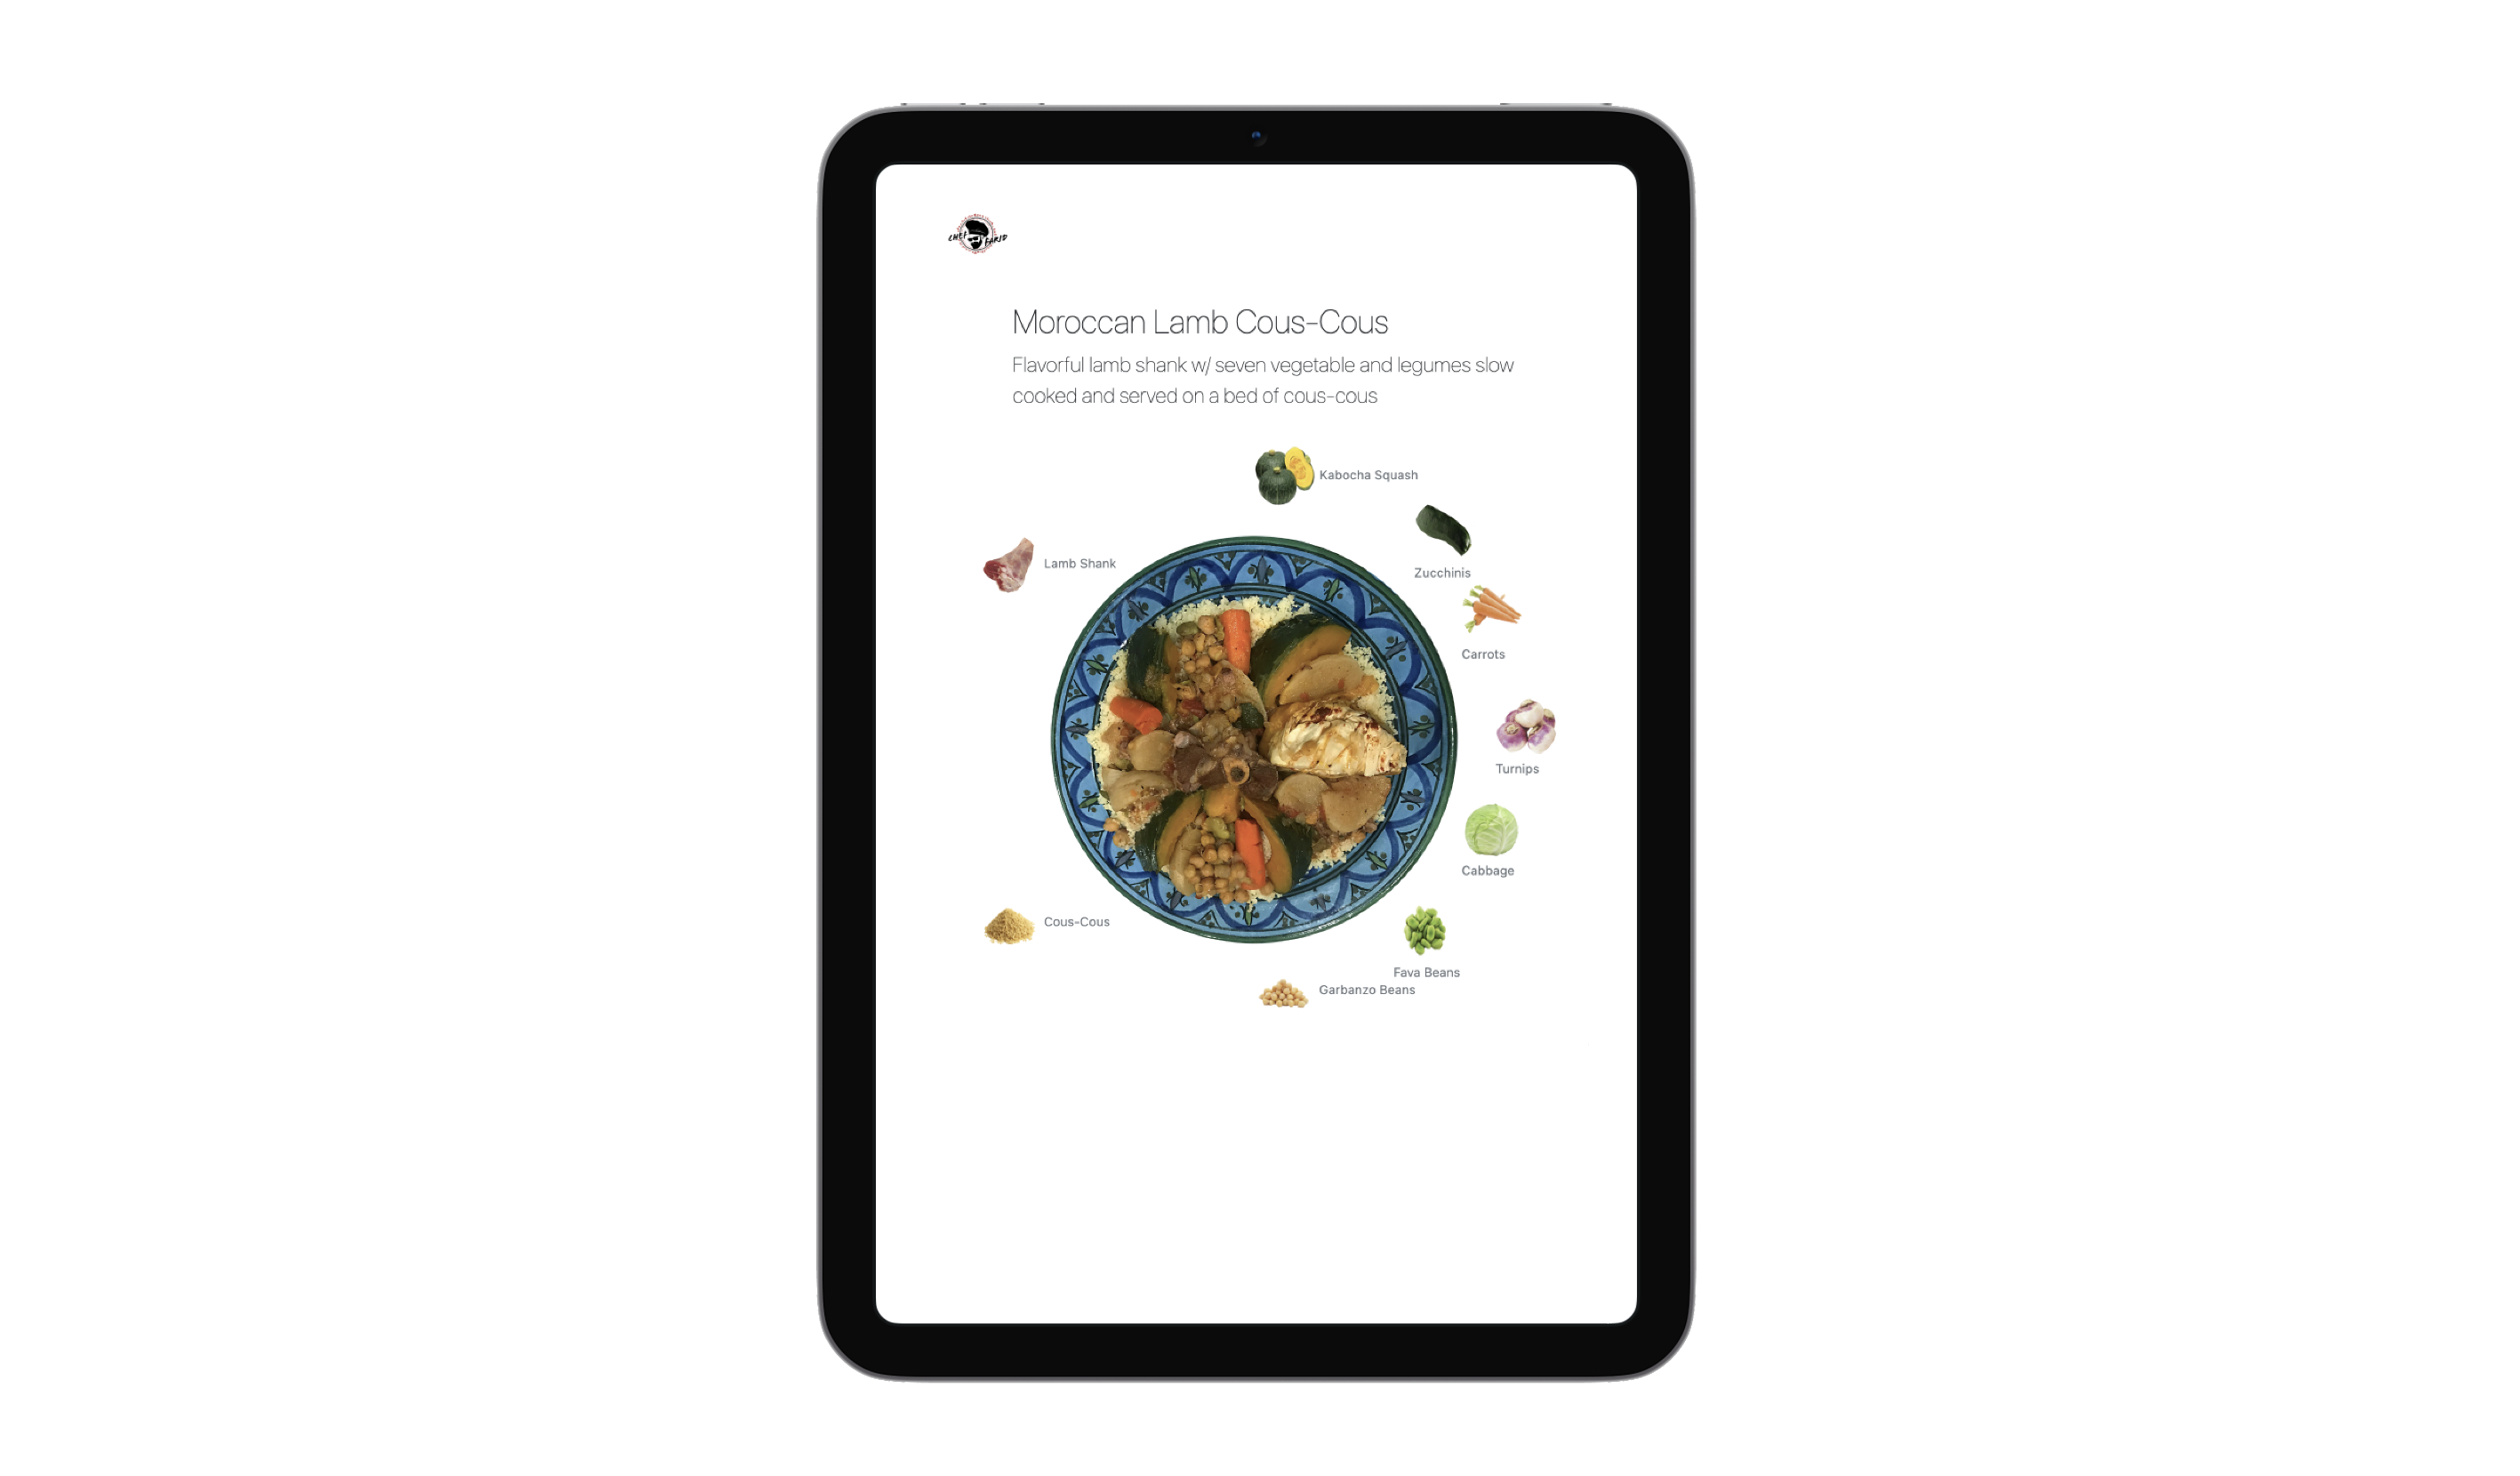 CHEF FARID
Moroccan Lamb Cous-Cous
Flavorful lamb shank w/ seven vegetable and legumes slow
cooked and served on a bed of cous-cous
Kabocha Squash
Zucchinis
Lamb Shank
Carrots
Turnips
Cabbage
Cous-Cous
Fava Beans
Garbanzo Beans